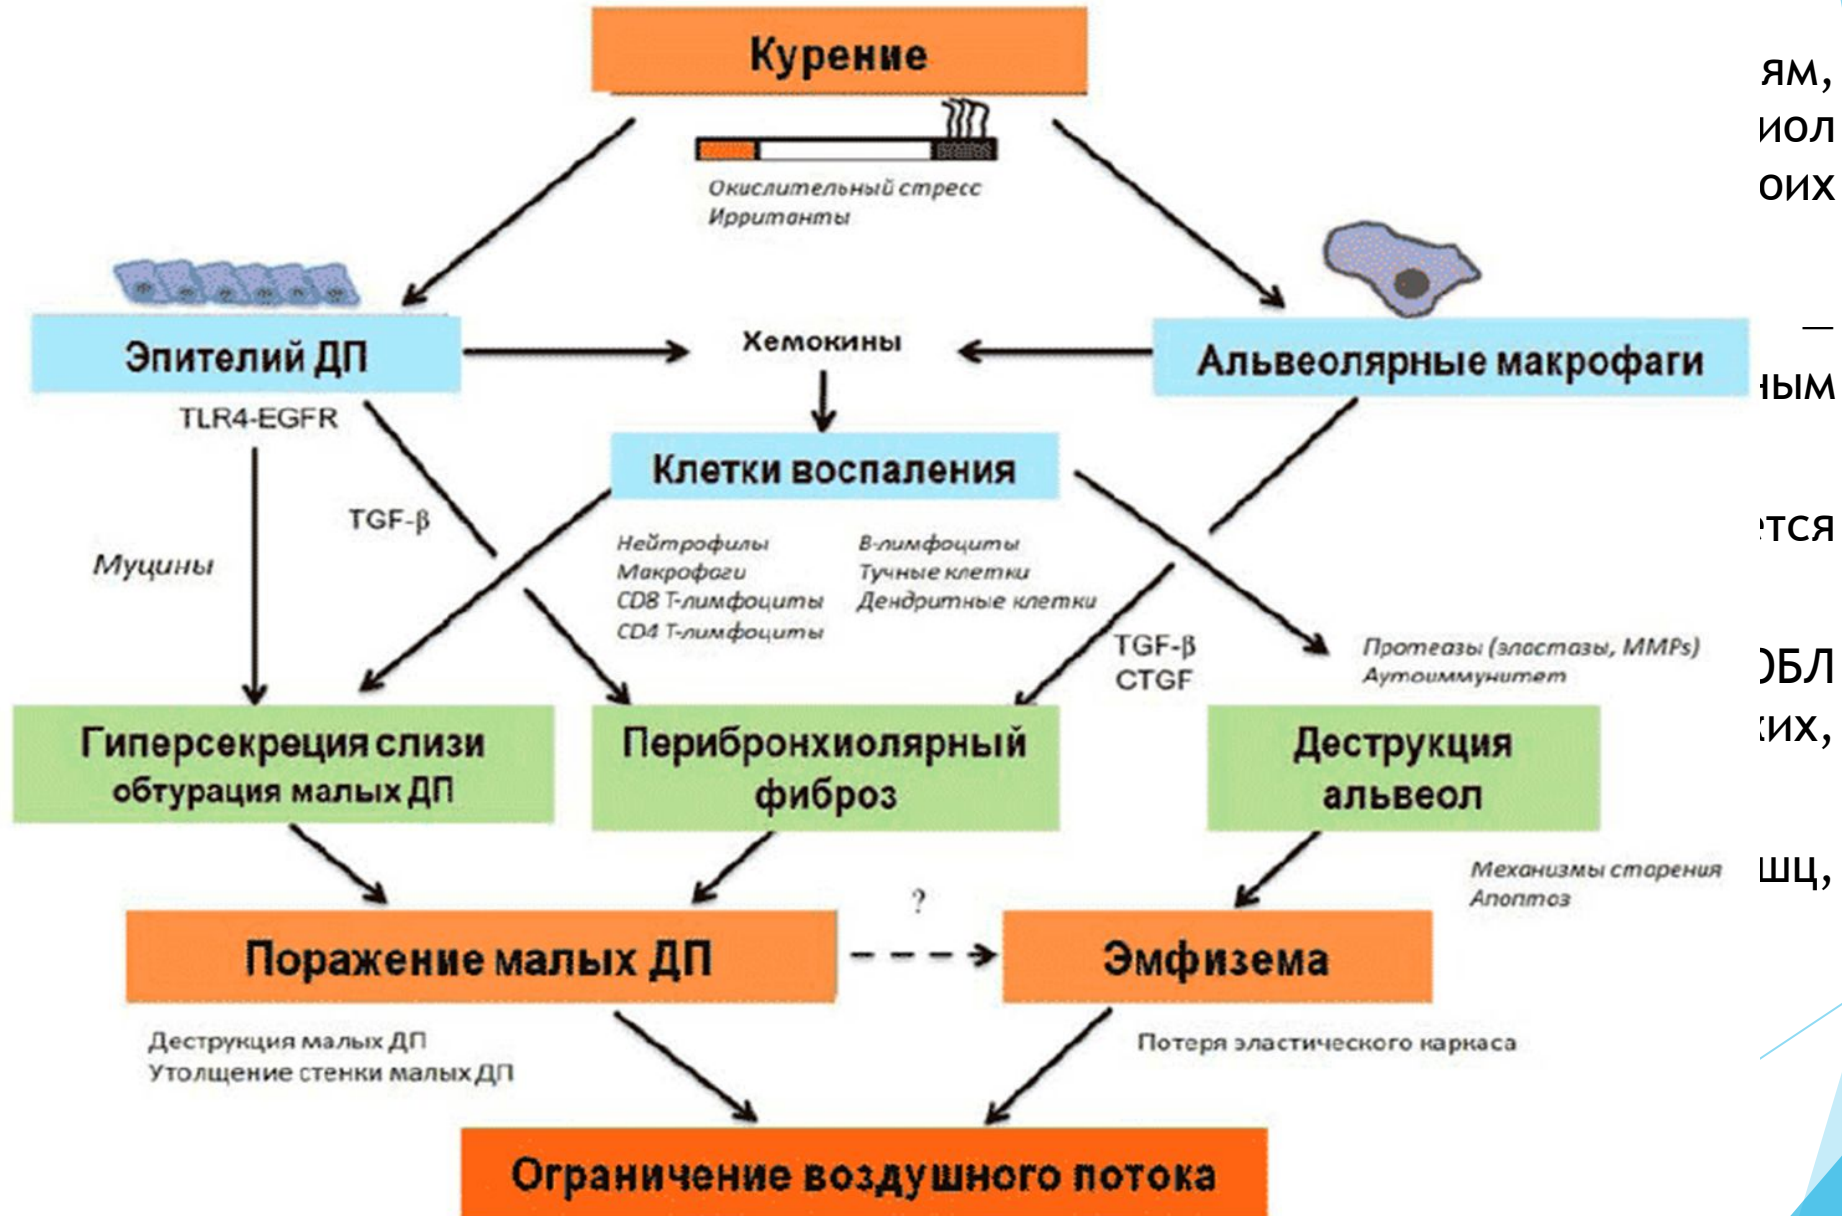 Курение
Окислительный стресс
Ирританты
Эпителий ДП
Хемокины
Альвеолярные макрофаги
TLR4-EGFR
Клетки воспаления
TGF-β
Муцины
Нейтрофилы
Макрофаги
CD8 Т-лимфоциты
CD4 Т-лимфоциты
В-лимфоциты
Тучные клетки
Дендритные клетки
TGF-β
CTGF
Протеазы (эластазы, MMPs)
Аутоиммунитет
Гиперсекреция слизи
обтурация малых ДП
Перибронхиолярный
фиброз
Деструкция
альвеол
Механизмы старения
Апоптоз
?
Поражение малых ДП
Эмфизема
Деструкция малых ДП
Утолщение стенки малых ДП
Потеря эластического каркаса
Ограничение воздушного потока
ям,
иол
оих
–
ным
ется
ОБЛ
ких,
шц,